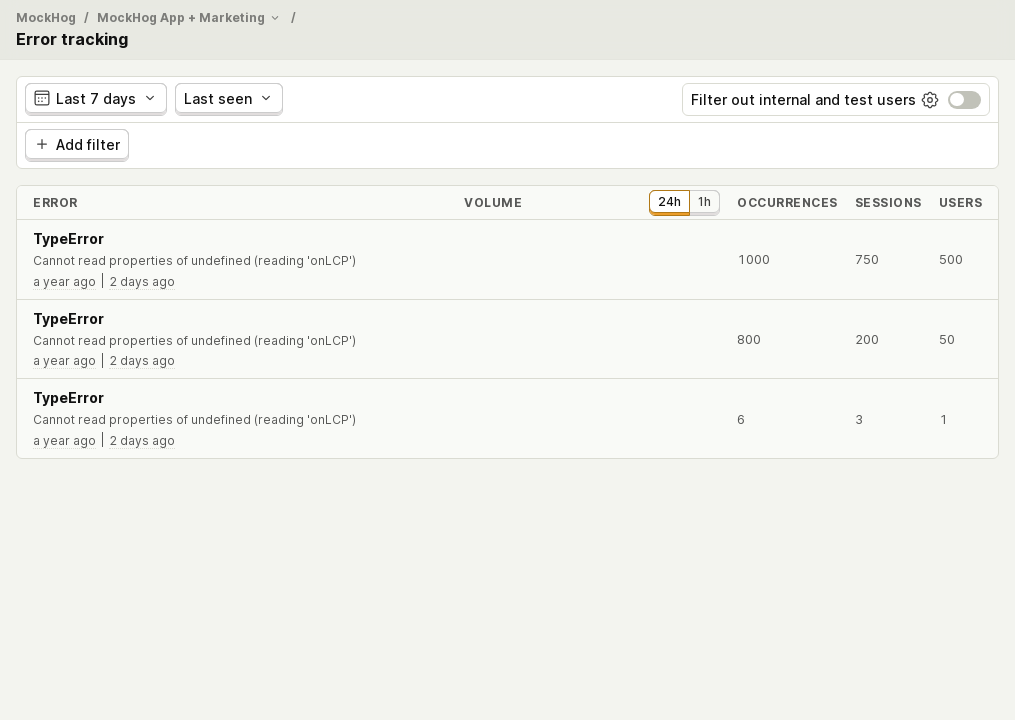 MockHog / MockHog App + Marketing /
Error tracking
Last 7 days Last seen Filter out internal and test users
Add filter
ERROR VOLUME 24h 1h OCCURRENCES SESSIONS USERS
TypeError
Cannot read properties of undefined (reading 'onLCP')
a year ago | 2 days ago
1000 750 500
TypeError
Cannot read properties of undefined (reading 'onLCP')
a year ago | 2 days ago
800 200 50
TypeError
Cannot read properties of undefined (reading 'onLCP')
a year ago | 2 days ago
6 3 1